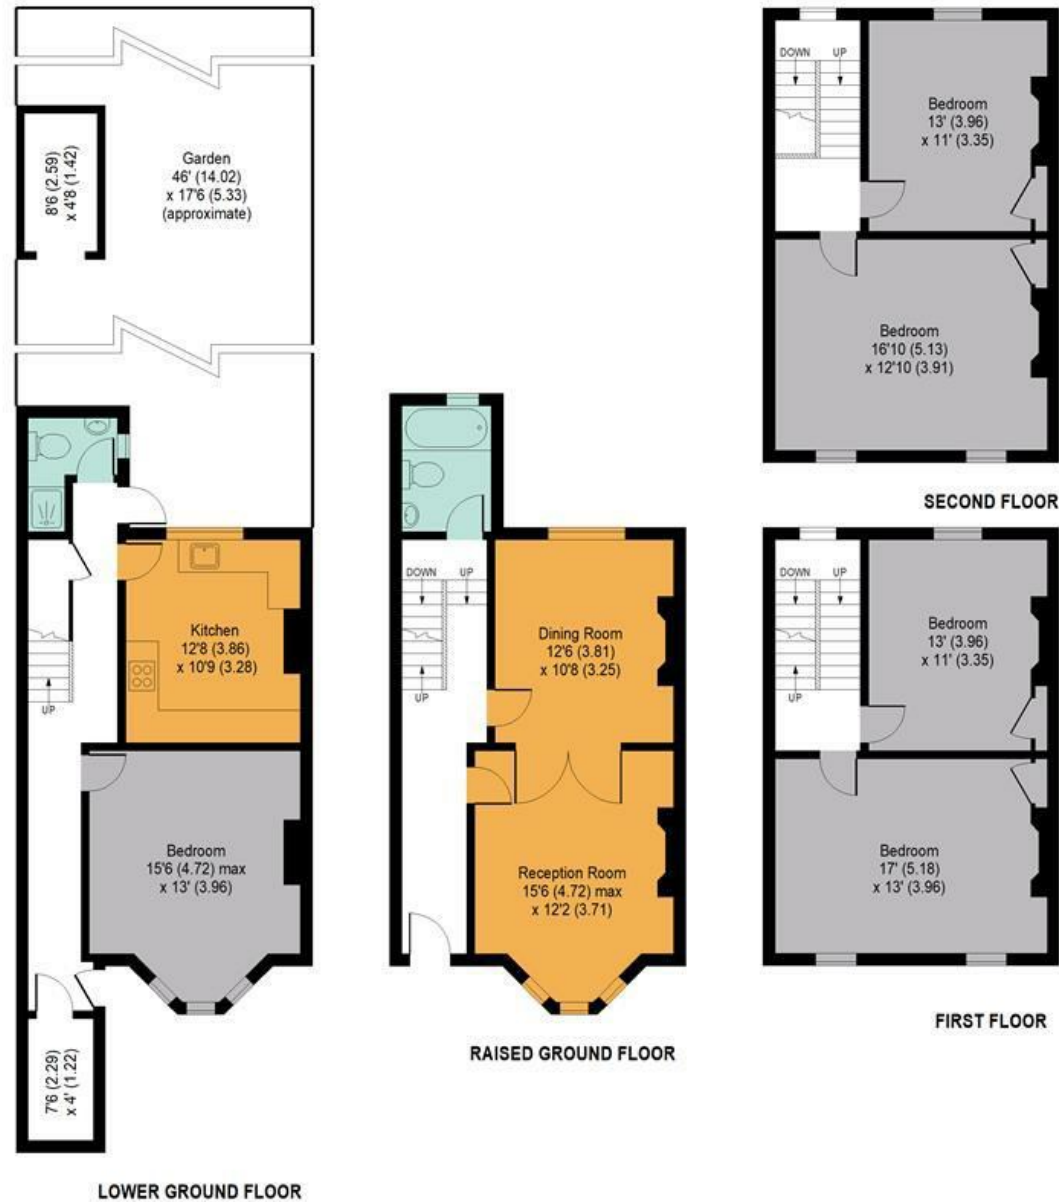 Garden
46' (14.02)
x 17'6 (5.33)
(approximate)
8'6 (2.59)
x 4'8 (1.42)
Kitchen
12'8 (3.86)
x 10'9 (3.28)
UP
Bedroom
15'6 (4.72) max
x 13' (3.96)
7'6 (2.29)
x 4' (1.22)
LOWER GROUND FLOOR
DOWN
UP
UP
Dining Room
12'6 (3.81)
x 10'8 (3.25)
Reception Room
15'6 (4.72) max
x 12'2 (3.71)
RAISED GROUND FLOOR
DOWN
UP
Bedroom
13' (3.96)
x 11' (3.35)
Bedroom
16'10 (5.13)
x 12'10 (3.91)
SECOND FLOOR
DOWN
UP
UP
Bedroom
13' (3.96)
x 11' (3.35)
Bedroom
17' (5.18)
x 13' (3.96)
FIRST FLOOR